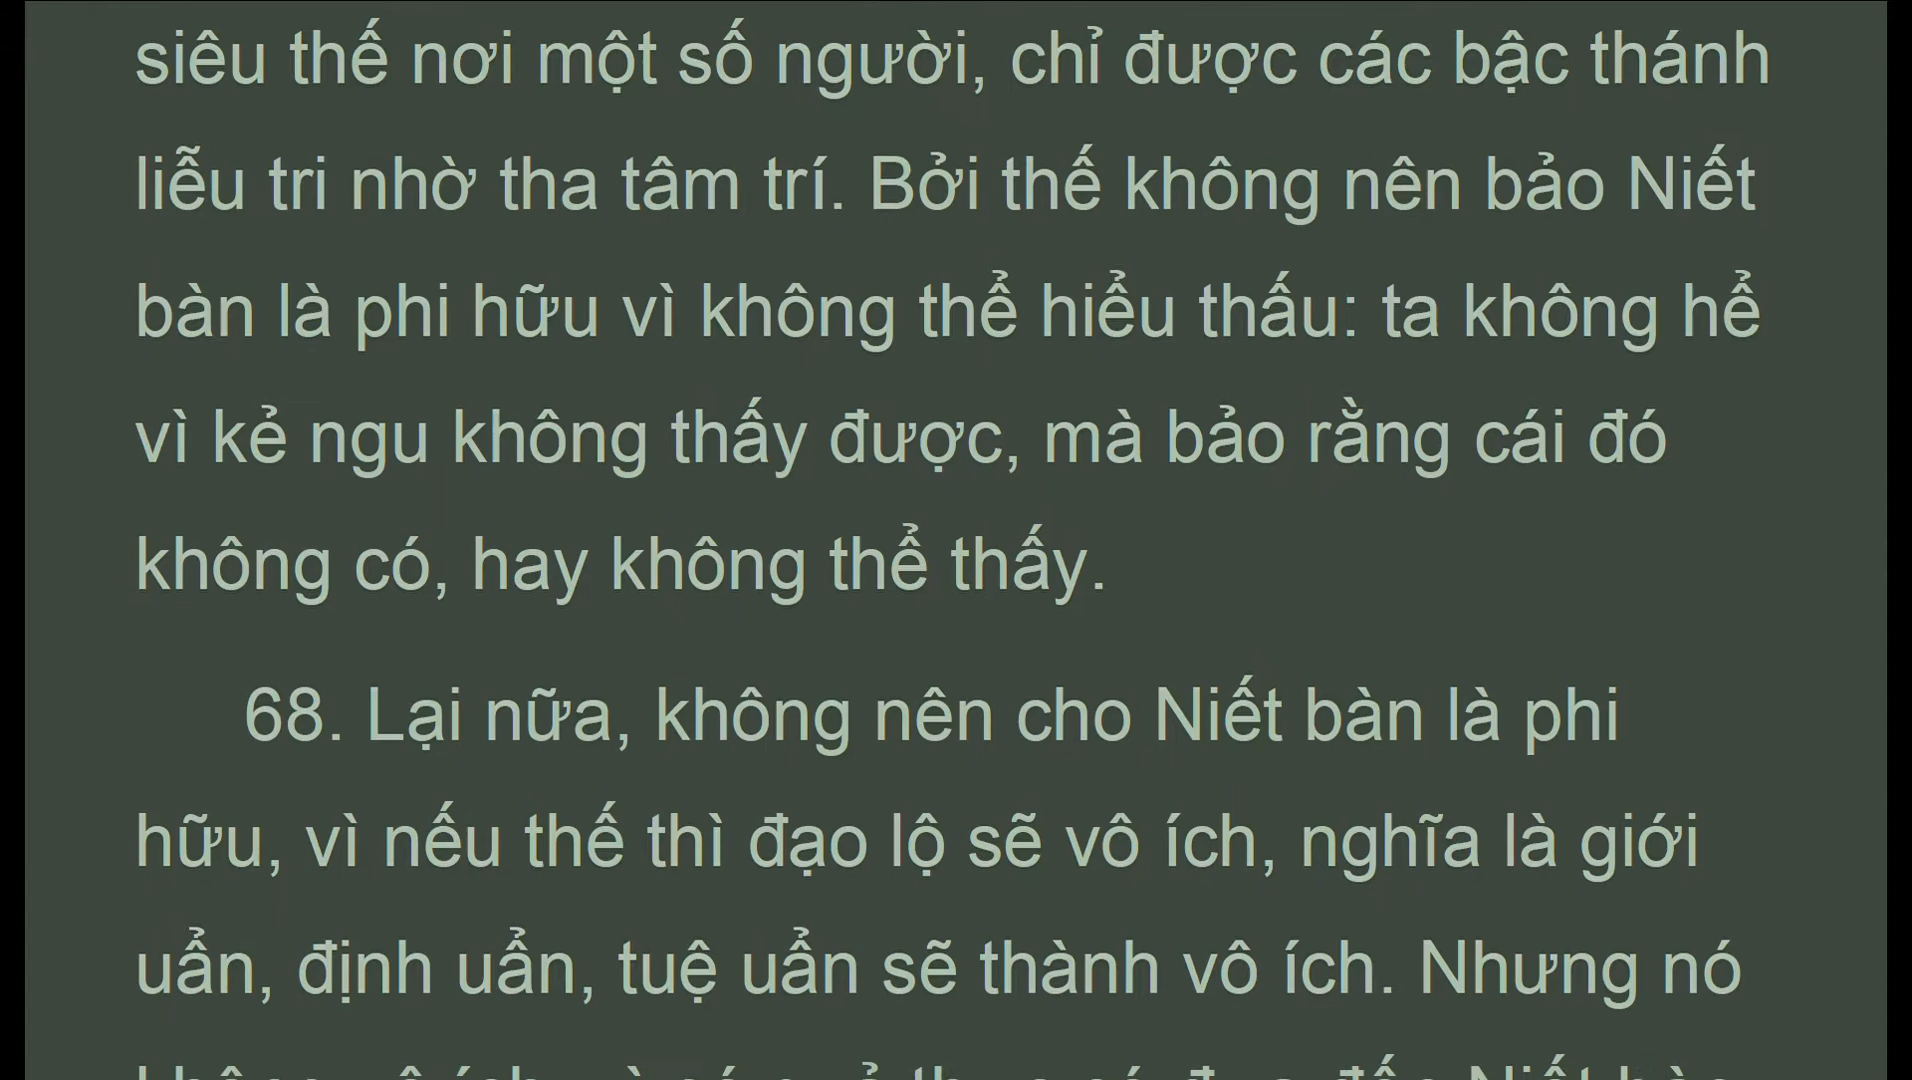 siêu thế nơi một số người, chỉ được các bậc thánh
liễu tri nhờ tha tâm trí. Bởi thế không nên bảo Niết
bàn là phi hữu vì không thể hiểu thấu: ta không hể
vì kẻ ngu không thấy được, mà bảo rằng cái đó
không có, hay không thể thấy.
68. Lại nữa, không nên cho Niết bàn là phi
hữu, vì nếu thế thì đạo lộ sẽ vô ích, nghĩa là giới
uẩn, định uẩn, tuệ uẩn sẽ thành vô ích. Nhưng nó